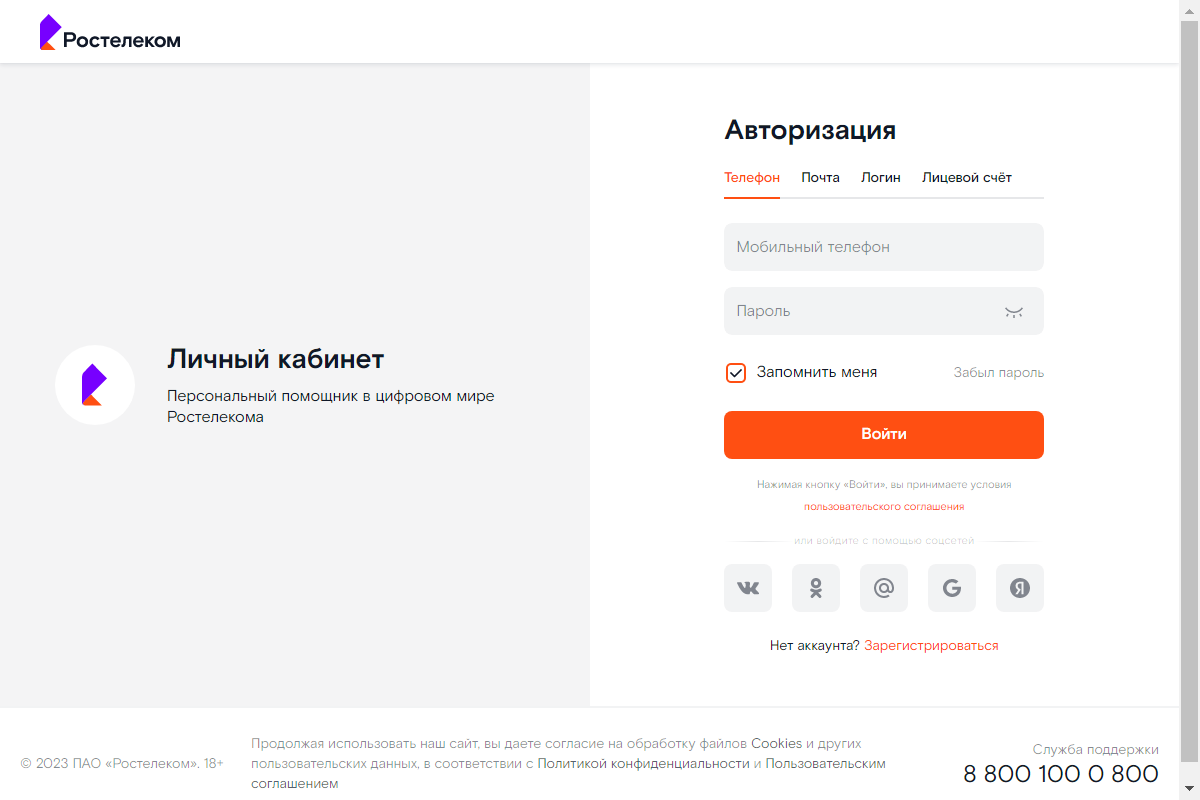 Ростелеком
Авторизация
Телефон Почта Логин Лицевой счёт
Мобильный телефон
Пароль
Личный кабинет
Персональный помощник в цифровом мире
Ростелекома
Запомнить меня Забыл пароль
Войти
Нажимая кнопку «Войти», вы принимаете условия
пользовательского соглашения
или войдите с помощью соцсетей
Нет аккаунта? Зарегистрироваться
© 2023 ПАО «Ростелеком». 18+
Продолжая использовать наш сайт, вы даете согласие на обработку файлов Cookies и других
пользовательских данных, в соответствии с Политикой конфиденциальности и Пользовательским
соглашением
Служба поддержки
8 800 100 0 800